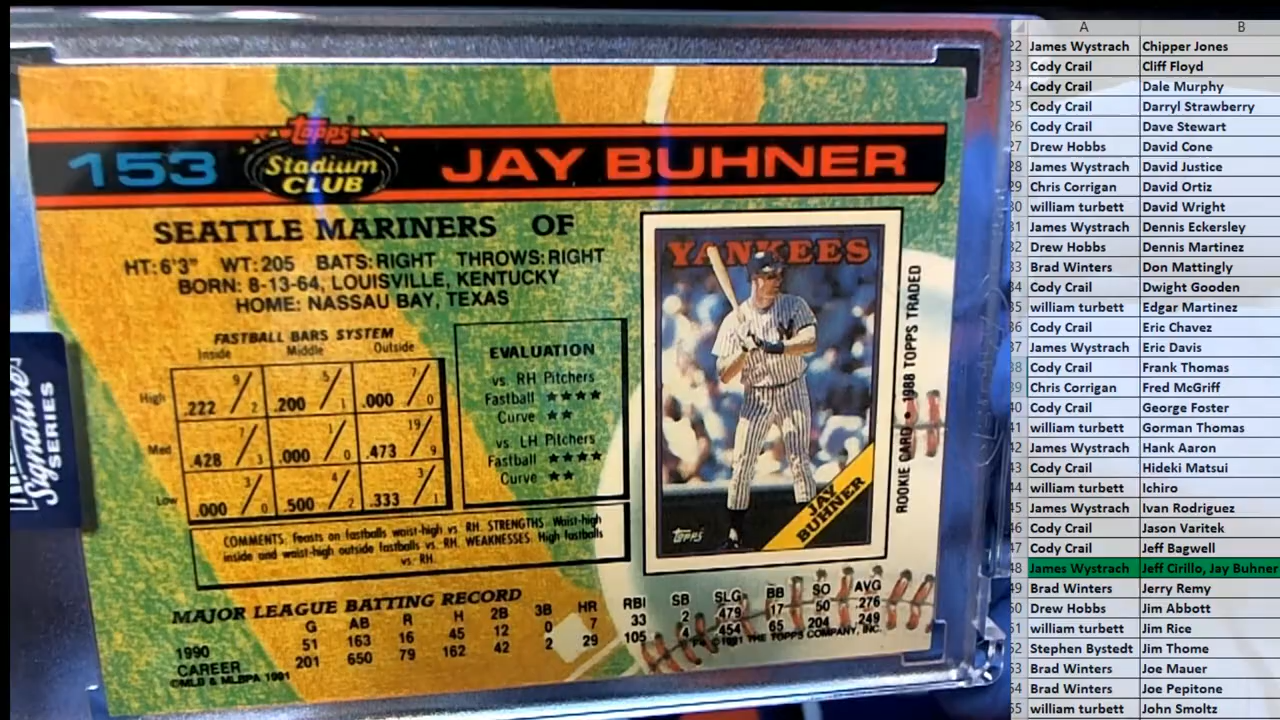 topps
153 Stadium CLUB JAY BUHNER
SEATTLE MARINERS OF
HT: 6'3" WT: 205 BATS: RIGHT THROWS: RIGHT
BORN: 8-13-64, LOUISVILLE, KENTUCKY
HOME: NASSAU BAY, TEXAS
FASTBALL BARS SYSTEM
Inside Middle Outside
High .222 9/2 .200 5/1 .000 7/0
Med .428 7/3 .000 1/0 .473 19/9
Low .000 3/0 .500 4/2 .333 3/1
EVALUATION
vs. RH Pitchers
Fastball ★★★★
Curve ★★
vs LH Pitchers
Fastball ★★★★
Curve ★★
COMMENTS: Feasts on fastballs waist-high vs. RH. STRENGTHS: Waist-high
inside and waist-high outside fastballs vs. RH. WEAKNESSES: High fastballs
vs. RH.
YANKEES
JAY
BUHNER
topps
ROOKIE CARD • 1988 TOPPS TRADED
MAJOR LEAGUE BATTING RECORD
G AB R H 2B 3B HR RBI SB SLG BB SO AVG
1990 51 163 16 45 12 0 7 33 2 .479 17 50 .276
CAREER 201 650 79 162 42 2 29 105 4 .454 65 204 .249
©MLB & MLBPA 1991
1991 THE TOPPS COMPANY, INC.
Signature
SERIES
A B
22 James Wystrach Chipper Jones
23 Cody Crail Cliff Floyd
24 Cody Crail Dale Murphy
25 Cody Crail Darryl Strawberry
26 Cody Crail Dave Stewart
27 Drew Hobbs David Cone
28 James Wystrach David Justice
29 Chris Corrigan David Ortiz
30 william turbett David Wright
31 James Wystrach Dennis Eckersley
32 Drew Hobbs Dennis Martinez
33 Brad Winters Don Mattingly
34 Cody Crail Dwight Gooden
35 william turbett Edgar Martinez
36 Cody Crail Eric Chavez
37 James Wystrach Eric Davis
38 Cody Crail Frank Thomas
39 Chris Corrigan Fred McGriff
40 Cody Crail George Foster
41 william turbett Gorman Thomas
42 James Wystrach Hank Aaron
43 Cody Crail Hideki Matsui
44 william turbett Ichiro
45 James Wystrach Ivan Rodriguez
46 Cody Crail Jason Varitek
47 Cody Crail Jeff Bagwell
48 James Wystrach Jeff Cirillo, Jay Buhner
49 Brad Winters Jerry Remy
50 Drew Hobbs Jim Abbott
51 william turbett Jim Rice
52 Stephen Bystedt Jim Thome
53 Brad Winters Joe Mauer
54 Brad Winters Joe Pepitone
55 william turbett John Smoltz